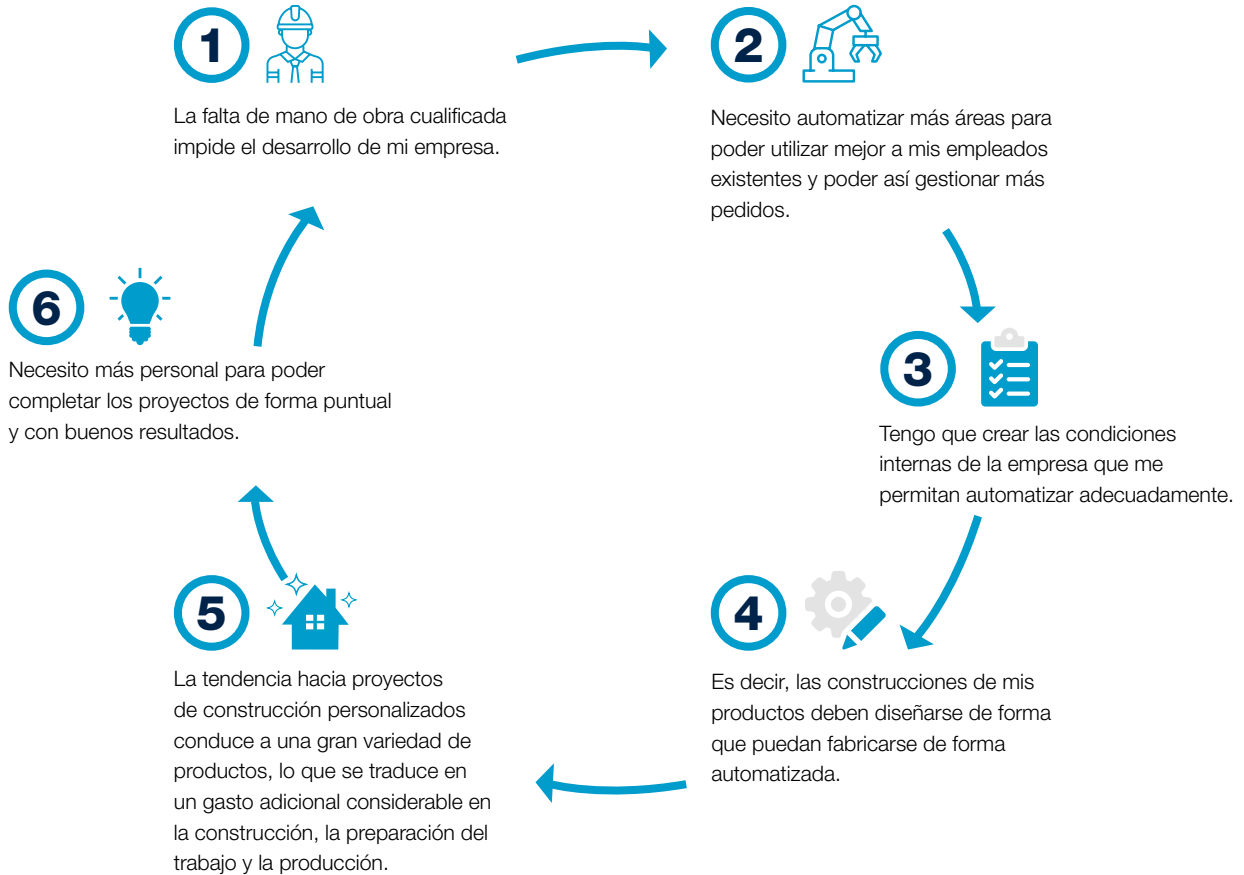 1
La falta de mano de obra cualificada
impide el desarrollo de mi empresa.
2
Necesito automatizar más áreas para
poder utilizar mejor a mis empleados
existentes y poder así gestionar más
pedidos.
3
Tengo que crear las condiciones
internas de la empresa que me
permitan automatizar adecuadamente.
4
Es decir, las construcciones de mis
productos deben diseñarse de forma
que puedan fabricarse de forma
automatizada.
5
La tendencia hacia proyectos
de construcción personalizados
conduce a una gran variedad de
productos, lo que se traduce en
un gasto adicional considerable en
la construcción, la preparación del
trabajo y la producción.
6
Necesito más personal para poder
completar los proyectos de forma puntual
y con buenos resultados.